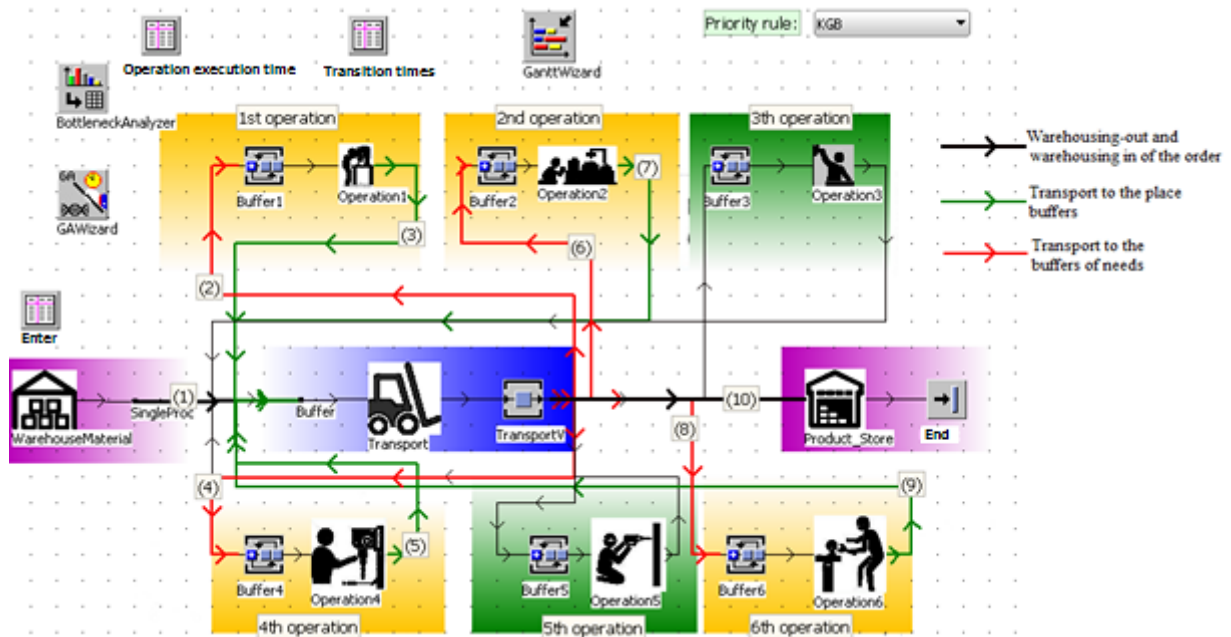 Priority rule:
KGB
Operation execution time
Transition times
GanttWizard
BottleneckAnalyzer
1st operation
2nd operation
3th operation
Warehousing-out and
warehousing in of the order
Buffer1
Operation1
Buffer2
Operation2
(7)
Buffer3
Operation3
Transport to the place
buffers
GAWizard
(3)
(6)
Transport to the
buffers of needs
(2)
Enter
(1)
SingleProc
WarehouseMaterial
Buffer
Transport
TransportV
(10)
Product_Store
End
(8)
(4)
(9)
(5)
Buffer4
Operation4
Buffer5
Operation5
Buffer6
Operation6
4th operation
5th operation
6th operation